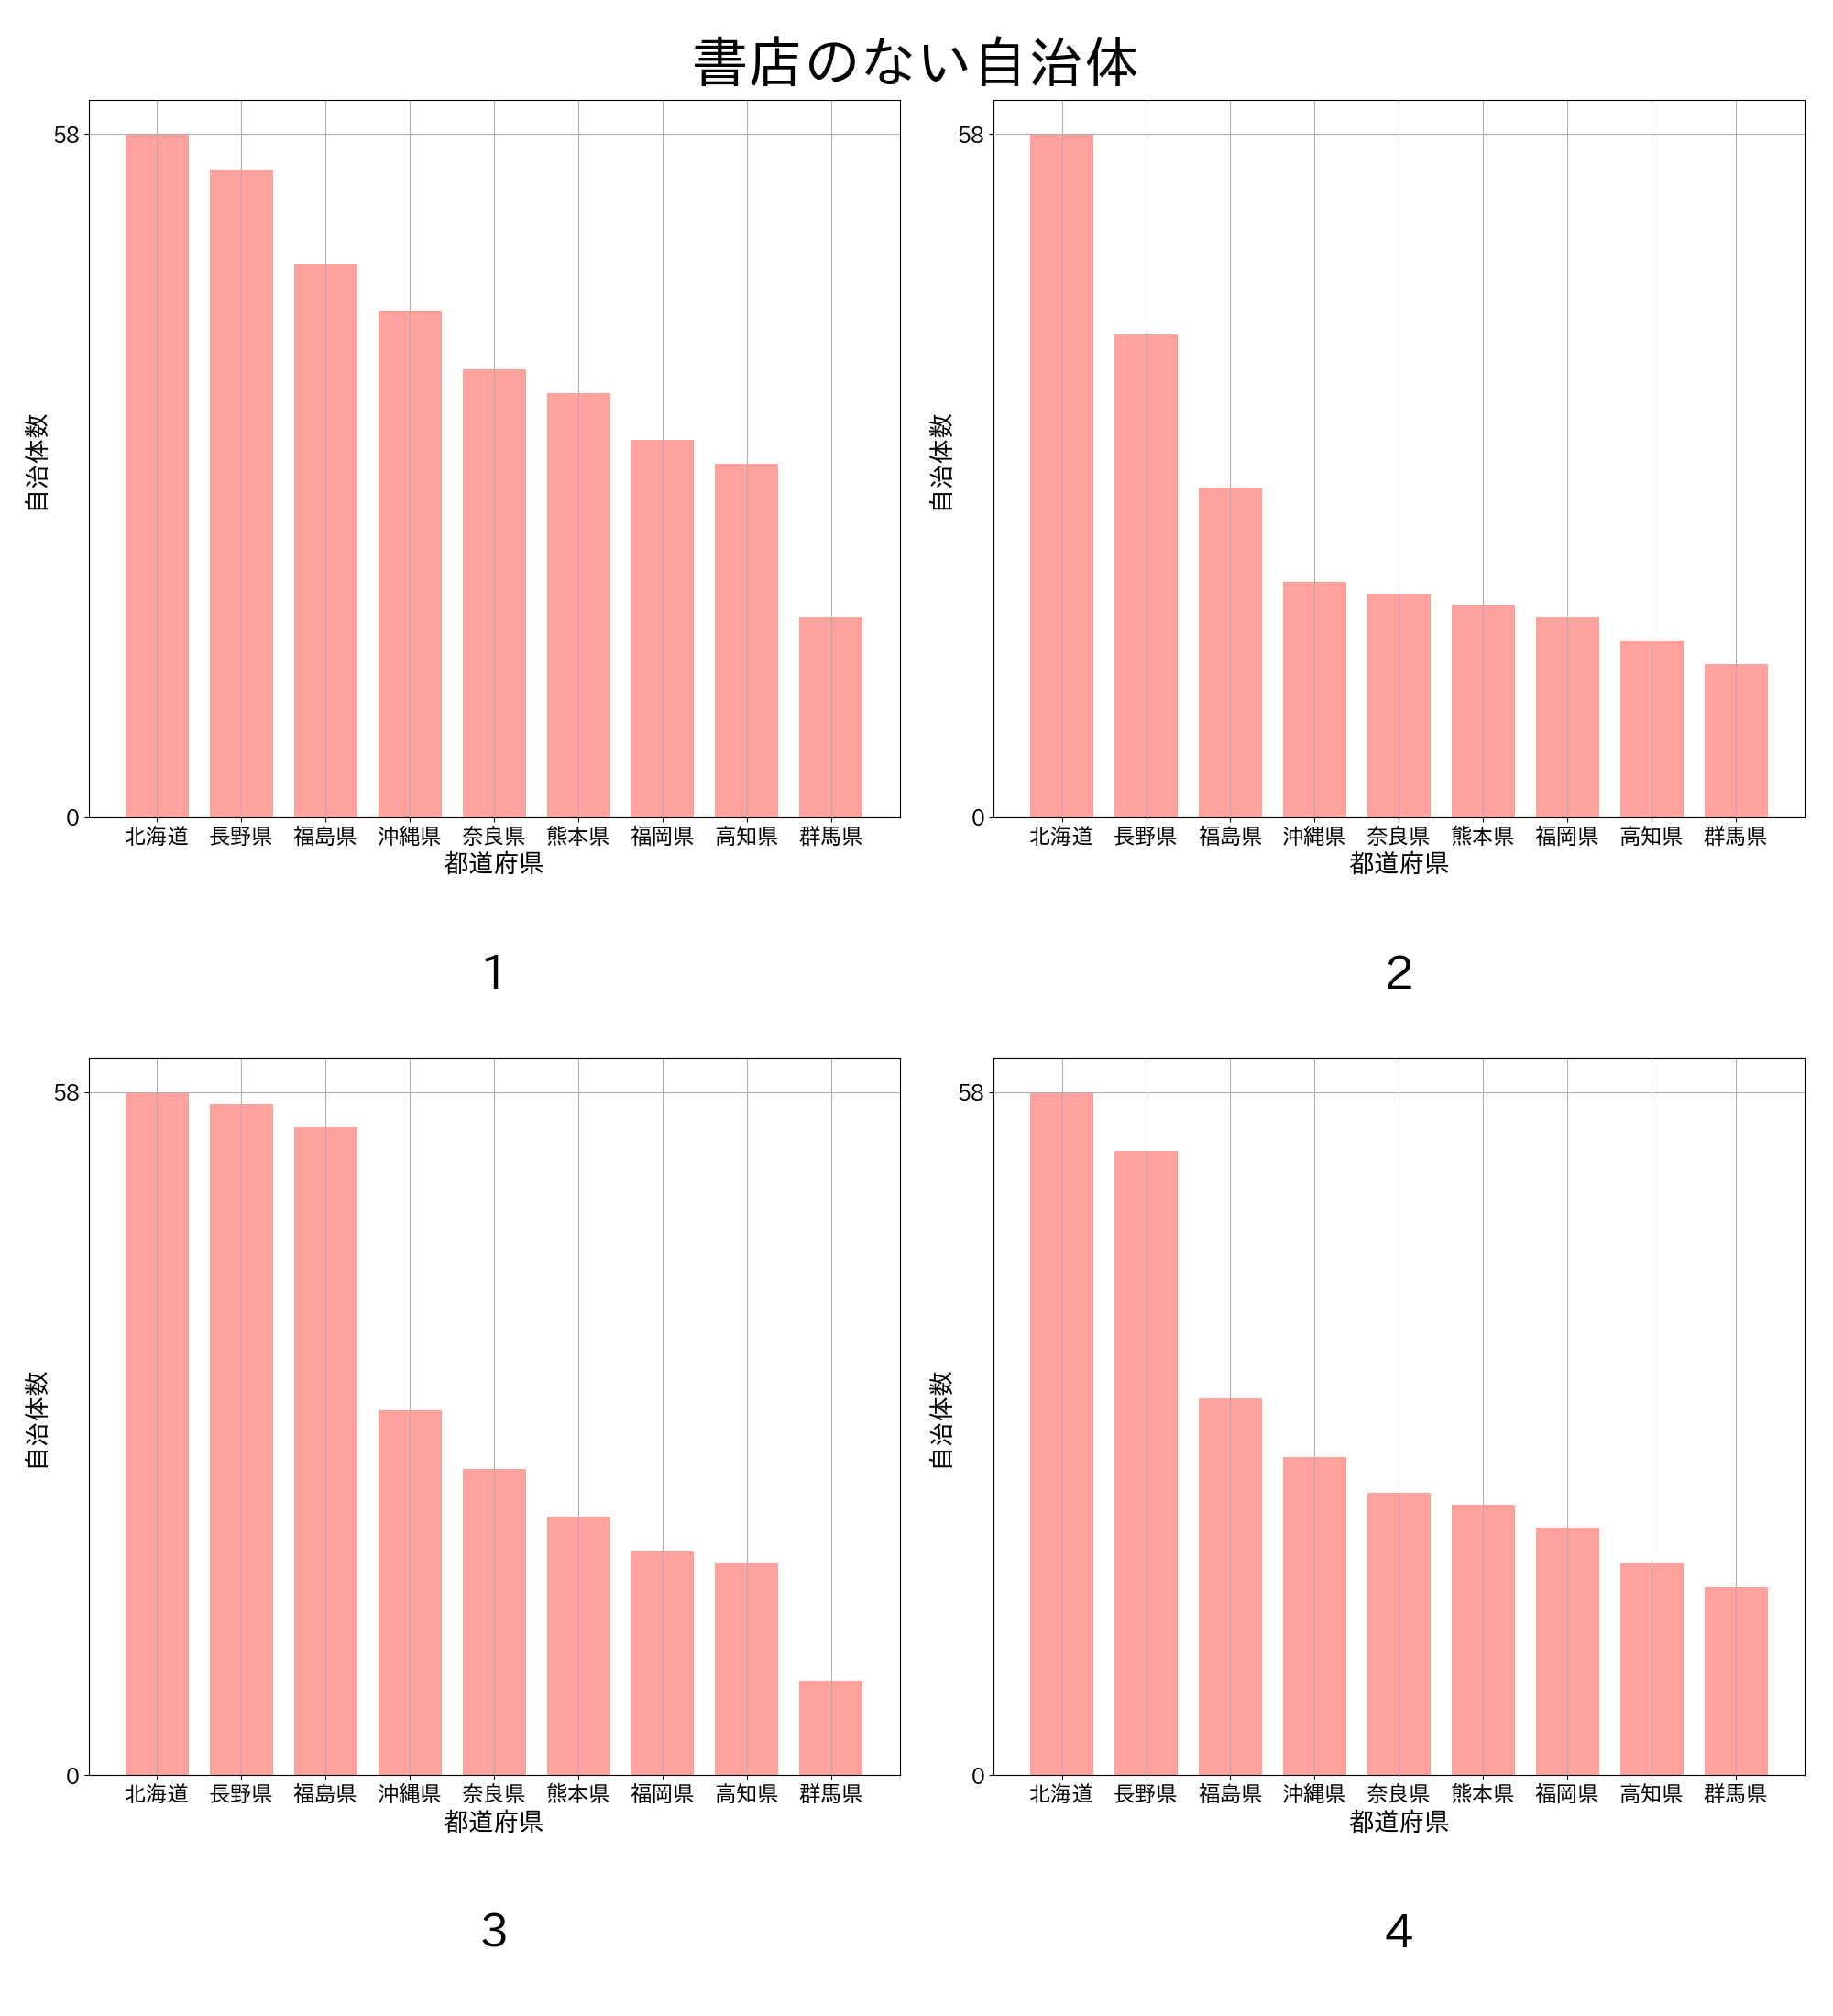 書店のない自治体
58
自治体数
0
北海道 長野県 福島県 沖縄県 奈良県 熊本県 福岡県 高知県 群馬県
都道府県
1
58
自治体数
0
北海道 長野県 福島県 沖縄県 奈良県 熊本県 福岡県 高知県 群馬県
都道府県
2
58
自治体数
0
北海道 長野県 福島県 沖縄県 奈良県 熊本県 福岡県 高知県 群馬県
都道府県
3
58
自治体数
0
北海道 長野県 福島県 沖縄県 奈良県 熊本県 福岡県 高知県 群馬県
都道府県
4